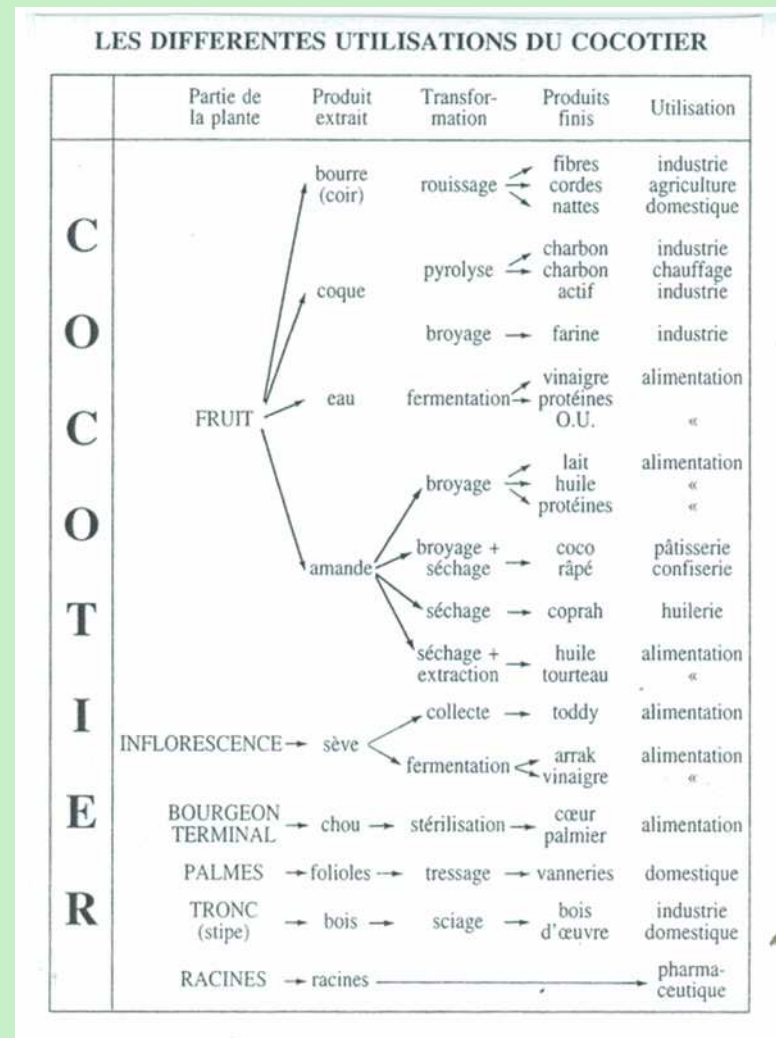 LES DIFFERENTES UTILISATIONS DU COCOTIER
Partie de la plante Produit extrait Transfor-mation Produits finis Utilisation
COCOTIER
FRUIT
bourre (coir) rouissage fibres industrie
cordes agriculture
nattes domestique
coque pyrolyse charbon industrie
charbon chauffage
actif industrie
broyage farine industrie
eau fermentation vinaigre alimentation
protéines
O.U. «
amande broyage lait alimentation
huile «
protéines «
broyage + séchage coco râpé pâtisserie confiserie
séchage coprah huilerie
séchage + extraction huile alimentation
tourteau «
INFLORESCENCE sève collecte toddy alimentation
fermentation arrak alimentation
vinaigre «
BOURGEON TERMINAL chou stérilisation cœur palmier alimentation
PALMES folioles tressage vanneries domestique
TRONC (stipe) bois sciage bois d'œuvre industrie domestique
RACINES racines pharma-ceutique